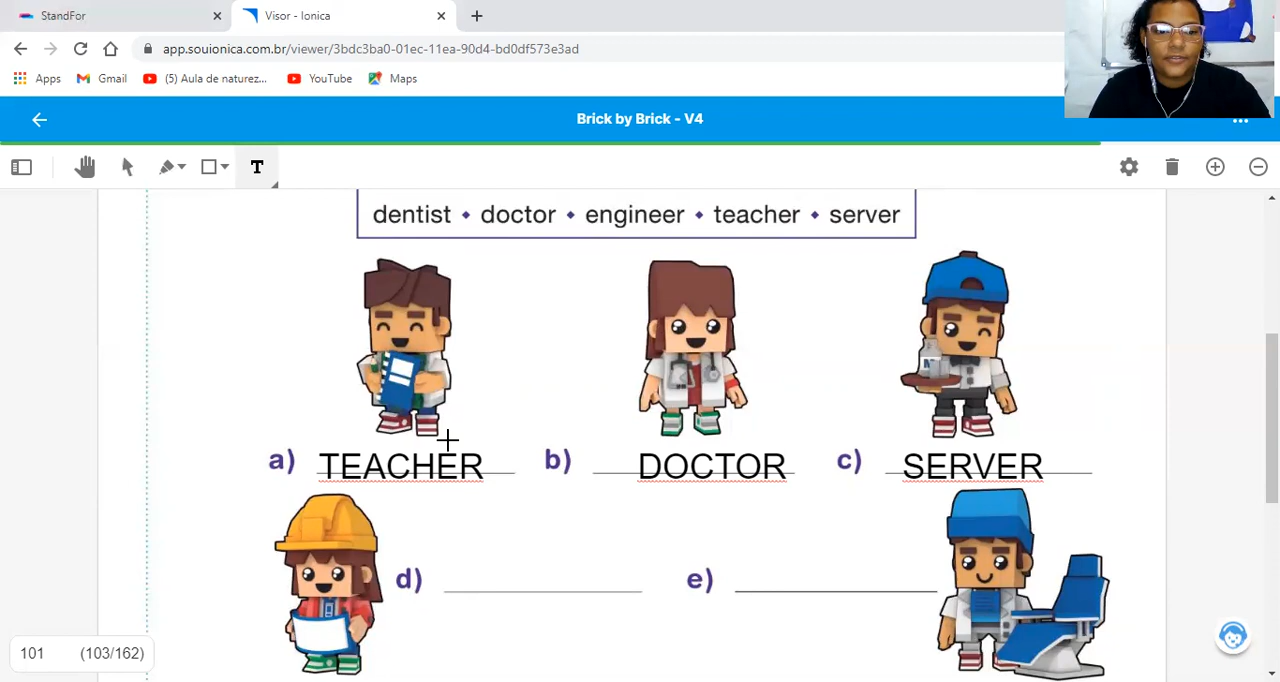 StandFor
Visor - Ionica
app.souionica.com.br/viewer/3bdc3ba0-01ec-11ea-90d4-bd0df573e3ad
Apps Gmail (5) Aula de naturez... YouTube Maps
Brick by Brick - V4
T
dentist • doctor • engineer • teacher • server
a) TEACHER b) DOCTOR c) SERVER
d) e)
101 (103/162)